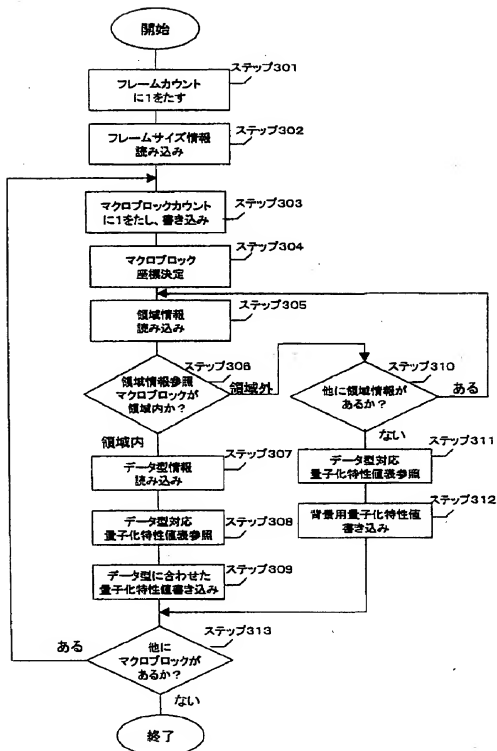 開始
ステップ301
フレームカウント
に1をたす
ステップ302
フレームサイズ情報
読み込み
ステップ303
マクロブロックカウント
に1をたし、書き込み
ステップ304
マクロブロック
座標決定
ステップ305
領域情報
読み込み
ステップ306
領域情報参照
マクロブロックが
領域内か？
領域外
領域内
ステップ310
他に領域情報が
あるか？
ある
ない
ステップ307
データ型情報
読み込み
ステップ311
データ型対応
量子化特性値表参照
ステップ308
データ型対応
量子化特性値表参照
ステップ312
背景用量子化特性値
書き込み
ステップ309
データ型に合わせた
量子化特性値書き込み
ステップ313
他に
マクロブロックが
あるか？
ある
ない
終了